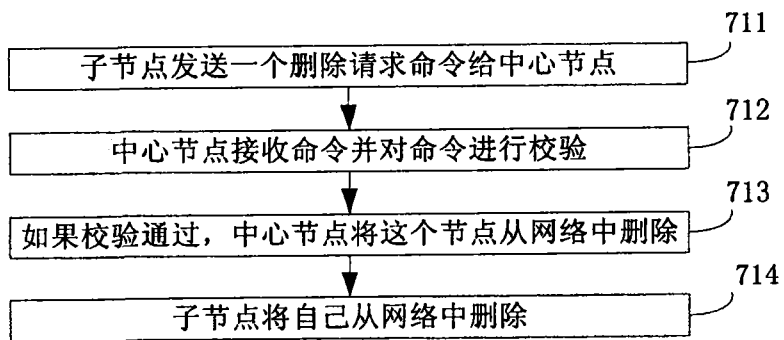 711
子节点发送一个删除请求命令给中心节点
712
中心节点接收命令并对命令进行校验
713
如果校验通过，中心节点将这个节点从网络中删除
714
子节点将自己从网络中删除